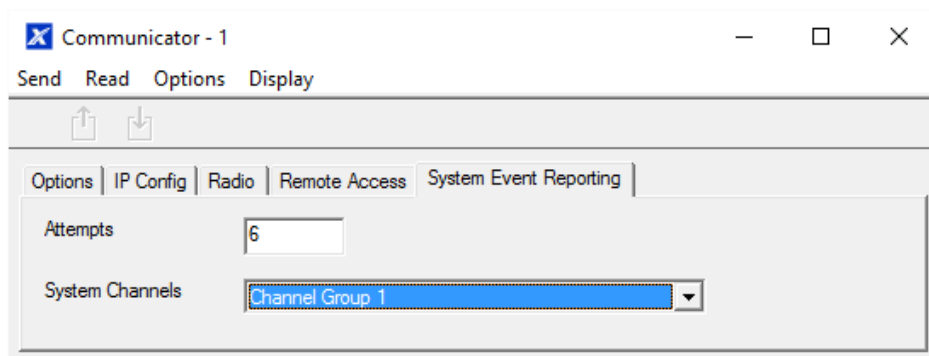 Communicator - 1
Send Read Options Display
Options IP Config Radio Remote Access System Event Reporting
Attempts 6
System Channels Channel Group 1